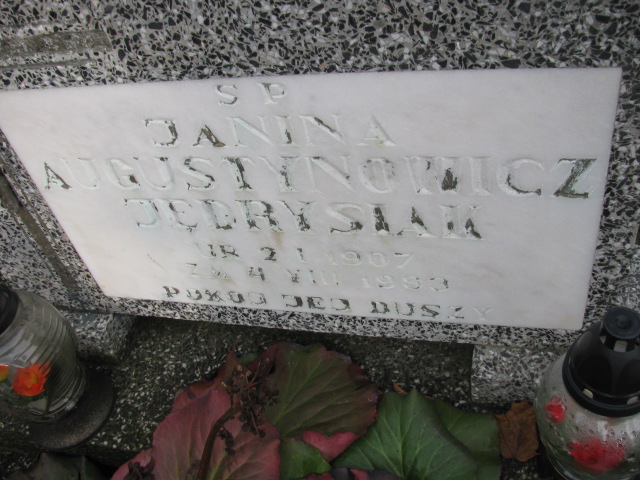 SP
JANINA
AUGUSTYNOWICZ
JĘDRYSIAK
UR 2 I 1907
ZM 4 VIII 1983
POKÓJ JEJ DUSZY